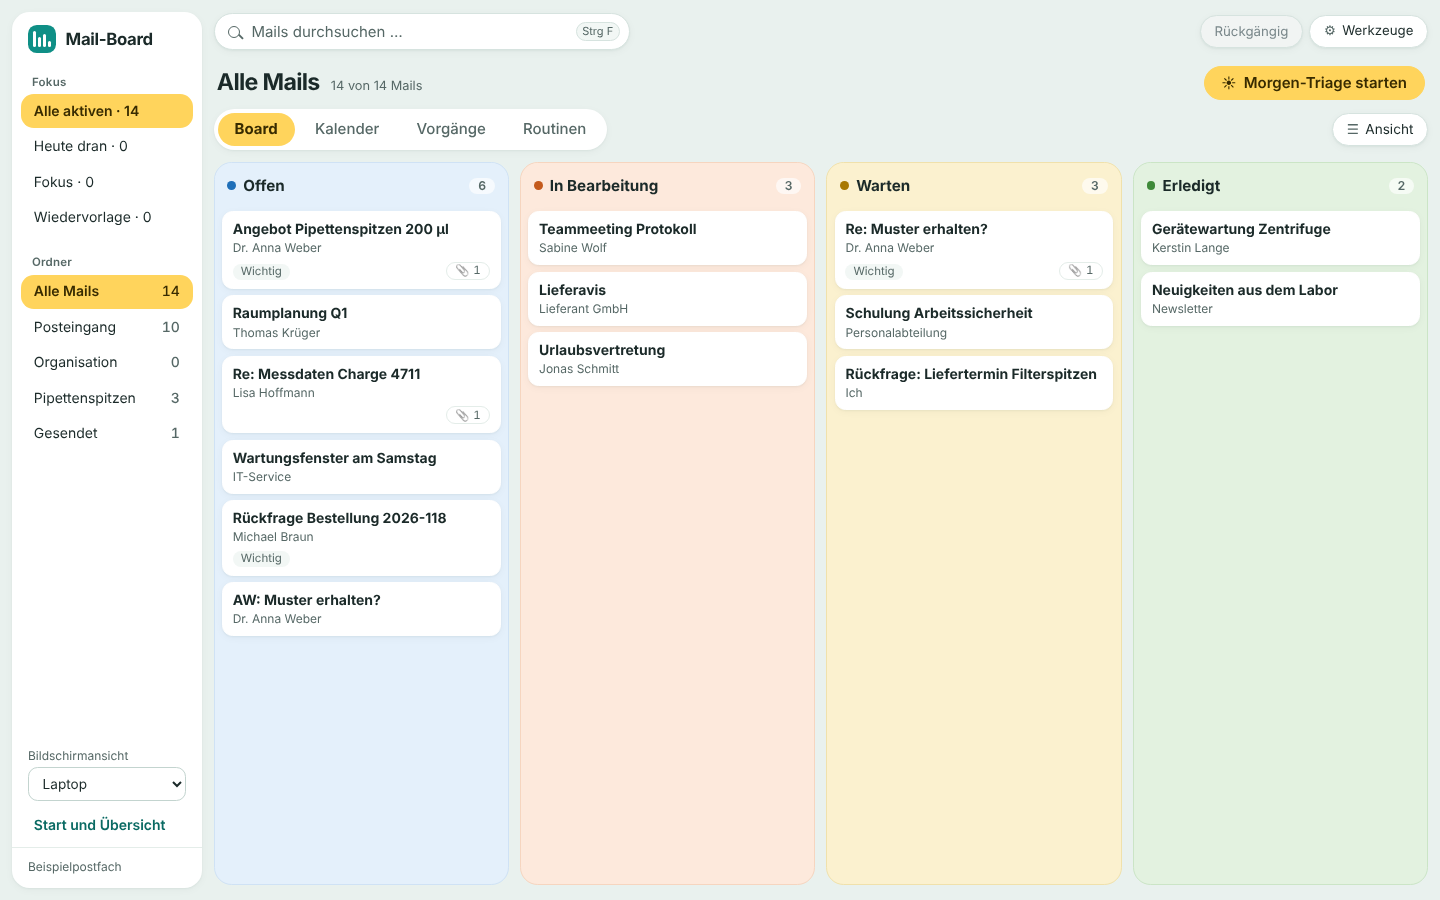 Mail-Board
Fokus
Alle aktiven · 14
Heute dran · 0
Fokus · 0
Wiedervorlage · 0
Ordner
Alle Mails 14
Posteingang 10
Organisation 0
Pipettenspitzen 3
Gesendet 1
Bildschirmansicht
Laptop
Start und Übersicht
Beispielpostfach
Mails durchsuchen ... Strg F
Rückgängig
Werkzeuge
Alle Mails 14 von 14 Mails
Morgen-Triage starten
Board Kalender Vorgänge Routinen
Ansicht
Offen 6
Angebot Pipettenspitzen 200 µl
Dr. Anna Weber
Wichtig 1
Raumplanung Q1
Thomas Krüger
Re: Messdaten Charge 4711
Lisa Hoffmann
1
Wartungsfenster am Samstag
IT-Service
Rückfrage Bestellung 2026-118
Michael Braun
Wichtig
AW: Muster erhalten?
Dr. Anna Weber
In Bearbeitung 3
Teammeeting Protokoll
Sabine Wolf
Lieferavis
Lieferant GmbH
Urlaubsvertretung
Jonas Schmitt
Warten 3
Re: Muster erhalten?
Dr. Anna Weber
Wichtig 1
Schulung Arbeitssicherheit
Personalabteilung
Rückfrage: Liefertermin Filterspitzen
Ich
Erledigt 2
Gerätewartung Zentrifuge
Kerstin Lange
Neuigkeiten aus dem Labor
Newsletter